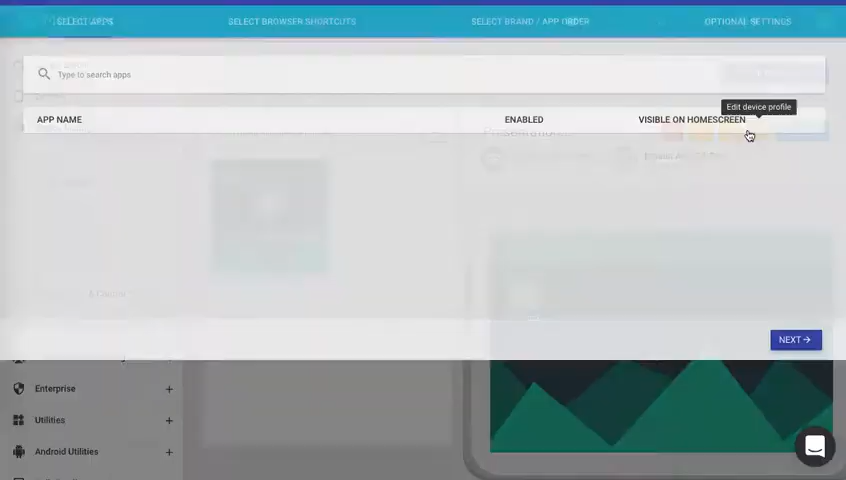 SELECT APPS
SELECT BROWSER SHORTCUTS
SELECT BRAND / APP ORDER
OPTIONAL SETTINGS
Type to search apps
Edit device profile
APP NAME
ENABLED
VISIBLE ON HOMESCREEN
NEXT
Enterprise
Utilities
Android Utilities